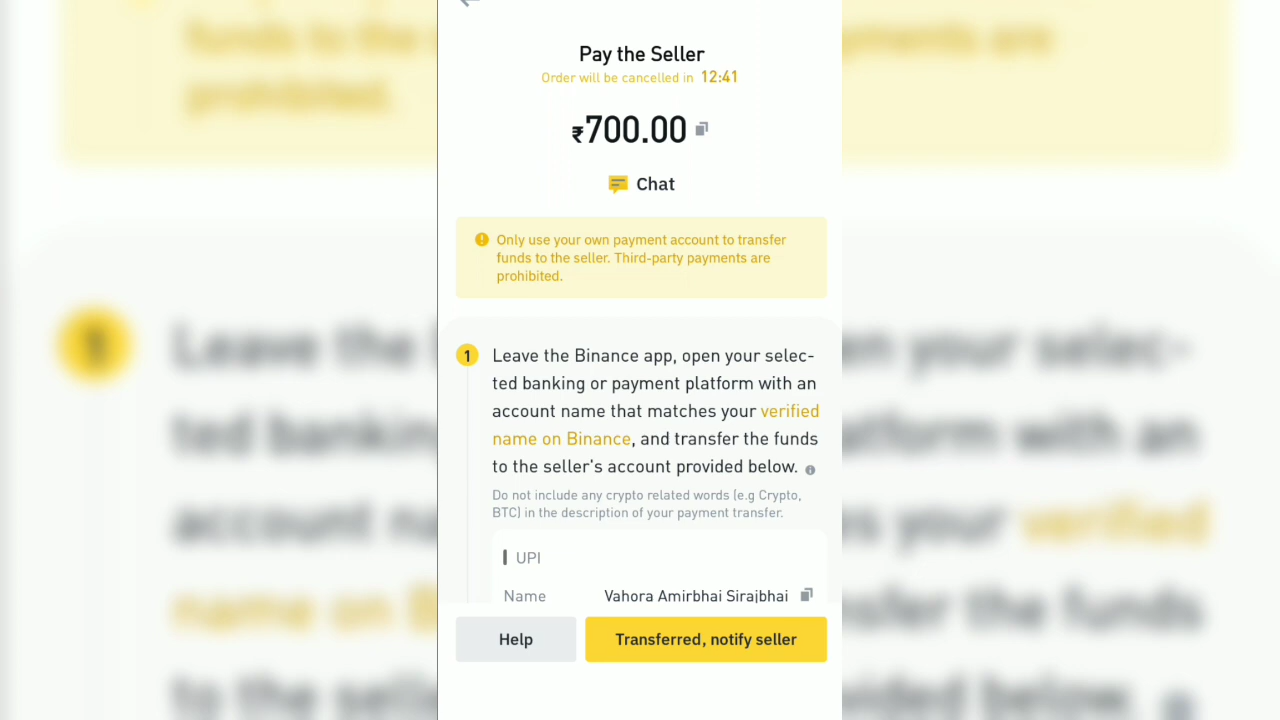 Pay the Seller
Order will be cancelled in 12:41
₹700.00
Chat
Only use your own payment account to transfer
funds to the seller. Third-party payments are
prohibited.
1
Leave the Binance app, open your selec-
ted banking or payment platform with an
account name that matches your verified
name on Binance, and transfer the funds
to the seller's account provided below.
Do not include any crypto related words (e.g Crypto,
BTC) in the description of your payment transfer.
UPI
Name Vahora Amirbhai Sirajbhai
Help
Transferred, notify seller